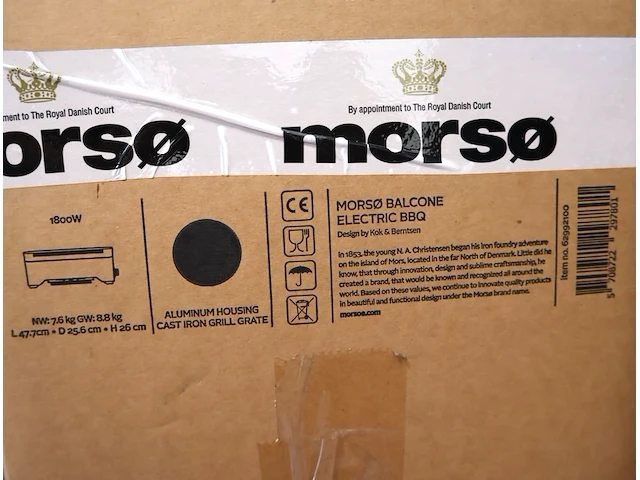 ment to The Royal Danish Court
orsø
By appointment to The Royal Danish Court
morsø
1800W
NW: 7.6 kg GW: 8.8 kg
L 47.7cm • D 25.6 cm • H 26 cm
ALUMINUM HOUSING
CAST IRON GRILL GRATE
CE
MORSØ BALCONE
ELECTRIC BBQ
Design by Kok & Berntsen
In 1853, the young N. A. Christensen began his iron foundry adventure
on the island of Mors, located in the far North of Denmark. Little did he
know, that through innovation, design and sublime craftsmanship, he
created a brand, that would be known and recognized all around the
world. Based on these values, we continue to innovate quality products
in beautiful and functional design under the Morsø brand name.
morsoe.com
Item no. 62992100
5 708222 297801